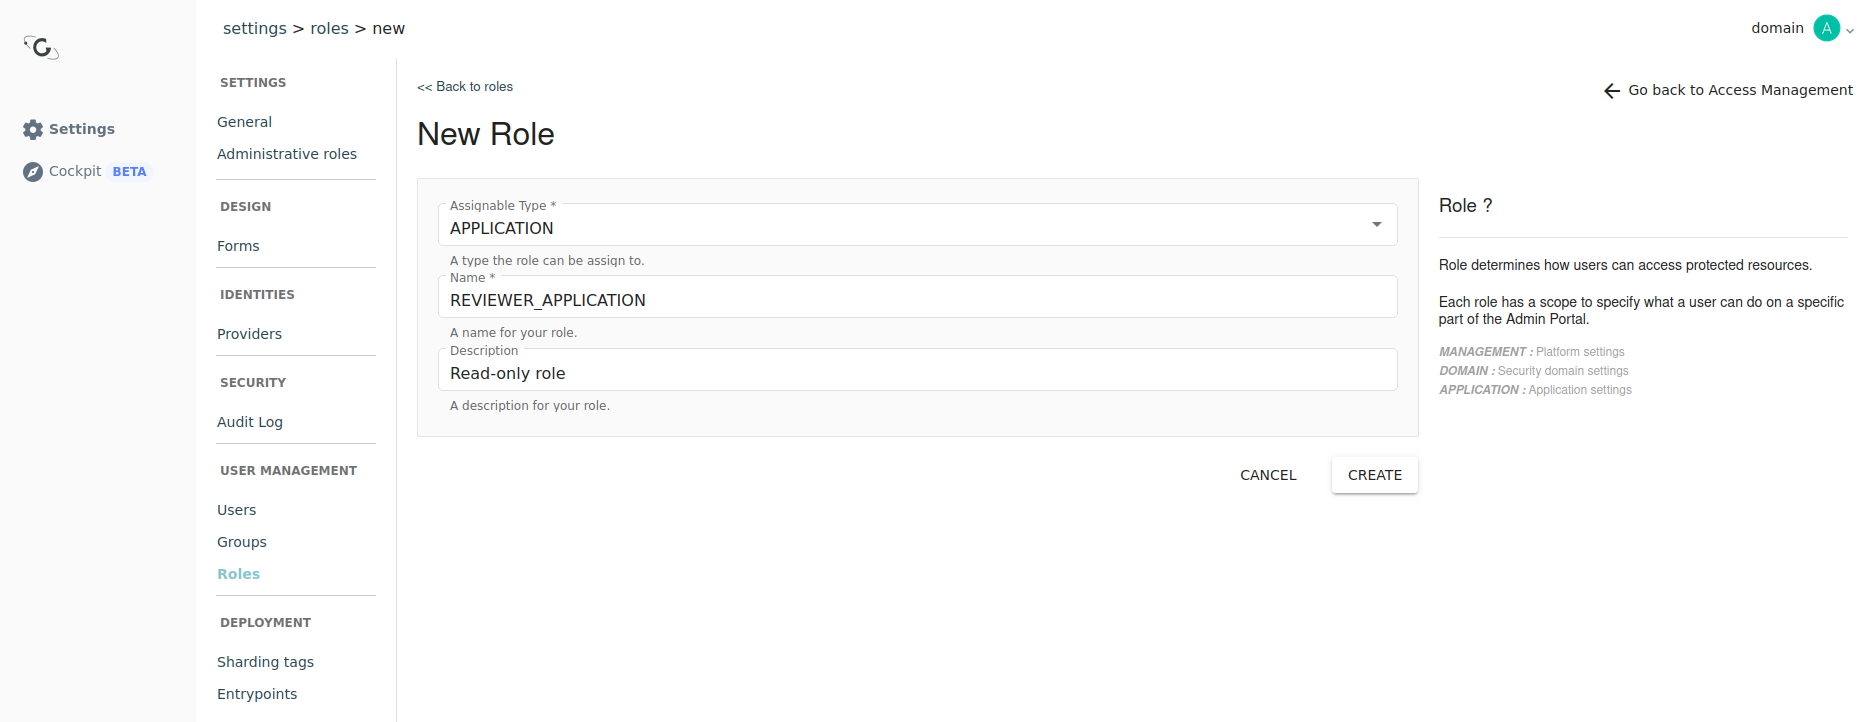 settings > roles > new
domain
A
Settings
Cockpit BETA
SETTINGS
General
Administrative roles
DESIGN
Forms
IDENTITIES
Providers
SECURITY
Audit Log
USER MANAGEMENT
Users
Groups
Roles
DEPLOYMENT
Sharding tags
Entrypoints
<< Back to roles
Go back to Access Management
New Role
Assignable Type *
APPLICATION
A type the role can be assign to.
Name *
REVIEWER_APPLICATION
A name for your role.
Description
Read-only role
A description for your role.
CANCEL
CREATE
Role ?
Role determines how users can access protected resources.
Each role has a scope to specify what a user can do on a specific
part of the Admin Portal.
MANAGEMENT : Platform settings
DOMAIN : Security domain settings
APPLICATION : Application settings